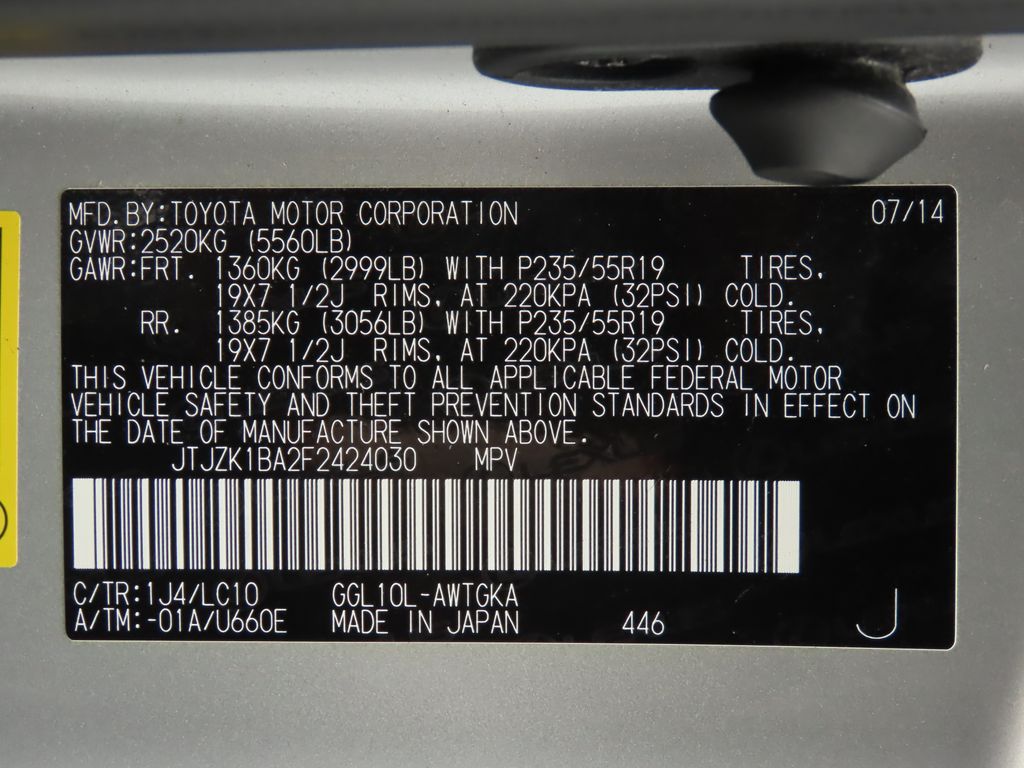 MFD.BY:TOYOTA MOTOR CORPORATION 07/14
GVWR:2520KG (5560LB)
GAWR:FRT. 1360KG (2999LB) WITH P235/55R19 TIRES,
19X7 1/2J RIMS, AT 220KPA (32PSI) COLD.
RR. 1385KG (3056LB) WITH P235/55R19 TIRES,
19X7 1/2J RIMS, AT 220KPA (32PSI) COLD.
THIS VEHICLE CONFORMS TO ALL APPLICABLE FEDERAL MOTOR
VEHICLE SAFETY AND THEFT PREVENTION STANDARDS IN EFFECT ON
THE DATE OF MANUFACTURE SHOWN ABOVE.
JTJZK1BA2F2424030 MPV
C/TR:1J4/LC10 GGL10L-AWTGKA
A/TM:-01A/U660E MADE IN JAPAN 446 J